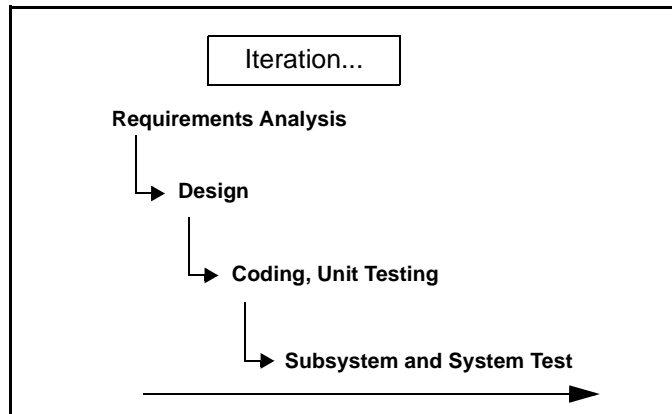 Iteration...
Requirements Analysis
Design
Coding, Unit Testing
Subsystem and System Test